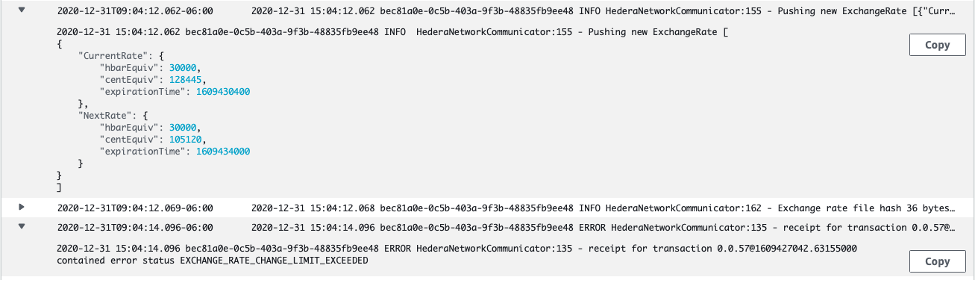 2020-12-31T09:04:12.062-06:00 2020-12-31 15:04:12.062 bec81a0e-0c5b-403a-9f3b-48835fb9ee48 INFO HederaNetworkCommunicator:155 - Pushing new ExchangeRate [{"Curr…
2020-12-31 15:04:12.062 bec81a0e-0c5b-403a-9f3b-48835fb9ee48 INFO  HederaNetworkCommunicator:155 - Pushing new ExchangeRate [
Copy
{
"CurrentRate": {
"hbarEquiv": 30000,
"centEquiv": 128445,
"expirationTime": 1609430400
},
"NextRate": {
"hbarEquiv": 30000,
"centEquiv": 105120,
"expirationTime": 1609434000
}
}
]
2020-12-31T09:04:12.069-06:00 2020-12-31 15:04:12.068 bec81a0e-0c5b-403a-9f3b-48835fb9ee48 INFO HederaNetworkCommunicator:162 - Exchange rate file hash 36 bytes…
2020-12-31T09:04:14.096-06:00 2020-12-31 15:04:14.096 bec81a0e-0c5b-403a-9f3b-48835fb9ee48 ERROR HederaNetworkCommunicator:135 - receipt for transaction 0.0.57@…
2020-12-31 15:04:14.096 bec81a0e-0c5b-403a-9f3b-48835fb9ee48 ERROR HederaNetworkCommunicator:135 - receipt for transaction 0.0.57@1609427042.63155000
contained error status EXCHANGE_RATE_CHANGE_LIMIT_EXCEEDED
Copy